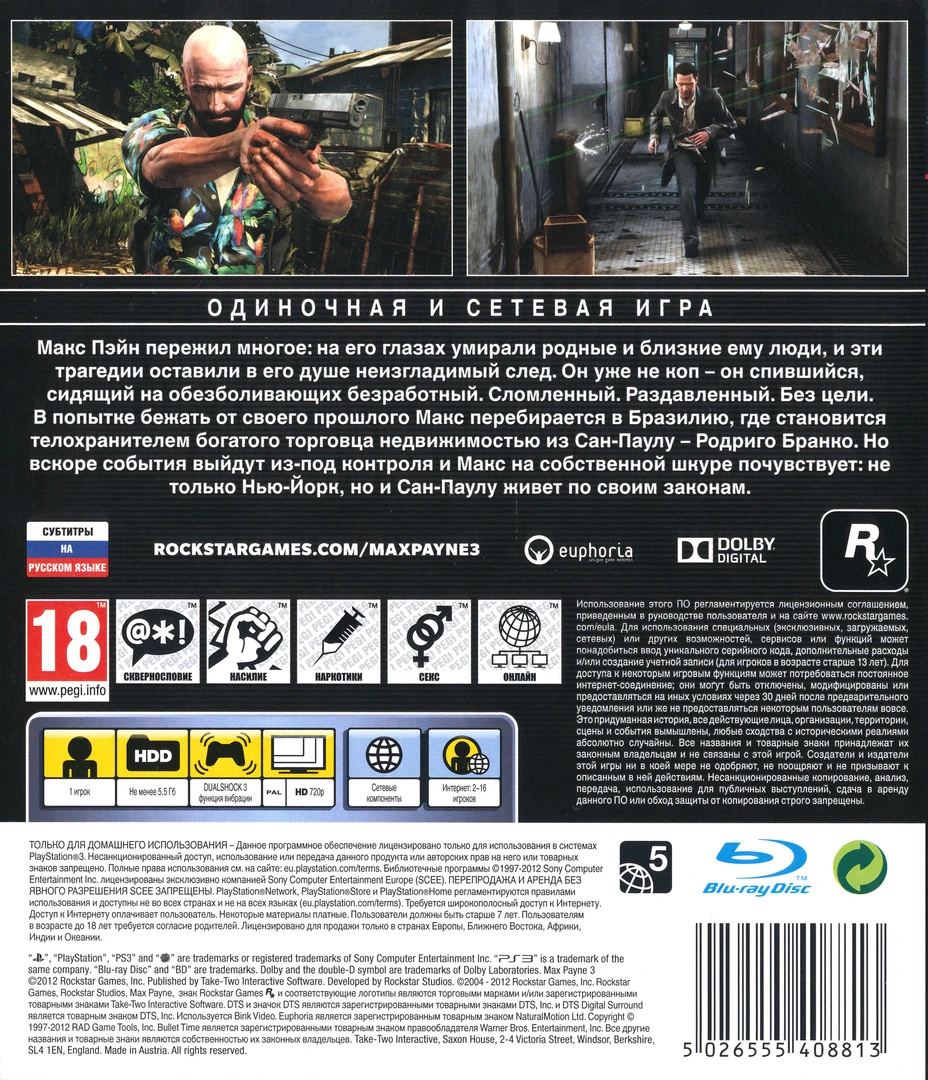 ОДИНОЧНАЯ И СЕТЕВАЯ ИГРА
Макс Пэйн пережил многое: на его глазах умирали родные и близкие ему люди, и эти
трагедии оставили в его душе неизгладимый след. Он уже не коп – он спившийся,
сидящий на обезболивающих безработный. Сломленный. Раздавленный. Без цели.
В попытке бежать от своего прошлого Макс перебирается в Бразилию, где становится
телохранителем богатого торговца недвижимостью из Сан-Паулу – Родриго Бранко. Но
вскоре события выйдут из-под контроля и Макс на собственной шкуре почувствует: не
только Нью-Йорк, но и Сан-Паулу живет по своим законам.
СУБТИТРЫ
НА
РУССКОМ ЯЗЫКЕ
ROCKSTARGAMES.COM/MAXPAYNE3
euphoria
DOLBY
DIGITAL
R
18
www.pegi.info
@*!
СКВЕРНОСЛОВИЕ
НАСИЛИЕ
НАРКОТИКИ
СЕКС
ОНЛАЙН
Использование этого ПО регламентируется лицензионным соглашением,
приведенным в руководстве пользователя и на сайте www.rockstargames.
com/eula. Для использования специальных (эксклюзивных, загружаемых,
сетевых) или других возможностей, сервисов или функций может
понадобиться ввод уникального серийного кода, дополнительные расходы
и/или создание учетной записи (для игроков в возрасте старше 13 лет). Для
доступа к некоторым игровым функциям может потребоваться постоянное
интернет-соединение; они могут быть отключены, модифицированы или
предоставляться на иных условиях через 30 дней после предварительного
уведомления или же не предоставляться некоторым пользователям вовсе.
Это придуманная история, все действующие лица, организации, территории,
сцены и события вымышлены, любые сходства с историческими реалиями
абсолютно случайны. Все названия и товарные знаки принадлежат их
законным владельцам и не связаны с этой игрой. Создатели и издатели
этой игры ни в коей мере не одобряют, не поощряют и не призывают к
описанным в ней действиям. Несанкционированные копирование, анализ,
передача, использование для публичных выступлений, сдача в аренду
данного ПО или обход защиты от копирования строго запрещены.
HDD
1 игрок
Не менее 5.5 Гб
DUALSHOCK 3
функция вибрации
PAL
HD 720p
Сетевые
компоненты
Интернет: 2–16
игроков
ТОЛЬКО ДЛЯ ДОМАШНЕГО ИСПОЛЬЗОВАНИЯ – Данное программное обеспечение лицензировано только для использования в системах
PlayStation®3. Несанкционированный доступ, использование или передача данного продукта или авторских прав на него или товарных
знаков запрещено. Полные права использования см. на сайте: eu.playstation.com/terms. Библиотечные программы ©1997-2012 Sony Computer
Entertainment Inc. лицензированы эксклюзивно компанией Sony Computer Entertainment Europe (SCEE). ПЕРЕПРОДАЖА И АРЕНДА БЕЗ
ЯВНОГО РАЗРЕШЕНИЯ SCEE ЗАПРЕЩЕНЫ. PlayStation®Network, PlayStation®Store и PlayStation®Home регламентируются правилами
использования и доступны не во всех странах и не на всех языках (eu.playstation.com/terms). Требуется широкополосный доступ к Интернету.
Доступ к Интернету оплачивает пользователь. Некоторые материалы платные. Пользователи должны быть старше 7 лет. Пользователям
в возрасте до 18 лет требуется согласие родителей. Лицензировано для продажи только в странах Европы, Ближнего Востока, Африки,
Индии и Океании.
5
Blu-ray Disc
"", "PlayStation", "PS3" and "" are trademarks or registered trademarks of Sony Computer Entertainment Inc. "PS3" is a trademark of the
same company. "Blu-ray Disc" and "BD" are trademarks. Dolby and the double-D symbol are trademarks of Dolby Laboratories. Max Payne 3
©2012 Rockstar Games, Inc. Published by Take-Two Interactive Software. Developed by Rockstar Studios. ©2004 - 2012 Rockstar Games, Inc. Rockstar
Games, Rockstar Studios, Max Payne, знак Rockstar Games R и соответствующие логотипы являются торговыми марками и/или зарегистрированными
товарными знаками Take-Two Interactive Software. DTS и значок DTS являются зарегистрированными товарными знаками DTS, Inc. и DTS Digital Surround
является товарным знаком DTS, Inc. Используется Bink Video. Euphoria является зарегистрированным товарным знаком NaturalMotion Ltd. Copyright ©
1997-2012 RAD Game Tools, Inc. Bullet Time является зарегистрированным товарным знаком правообладателя Warner Bros. Entertainment, Inc. Все другие
названия и товарные знаки являются собственностью их законных владельцев. Take-Two Interactive, Saxon House, 2-4 Victoria Street, Windsor, Berkshire,
SL4 1EN, England. Made in Austria. All rights reserved.
5 026555 408813